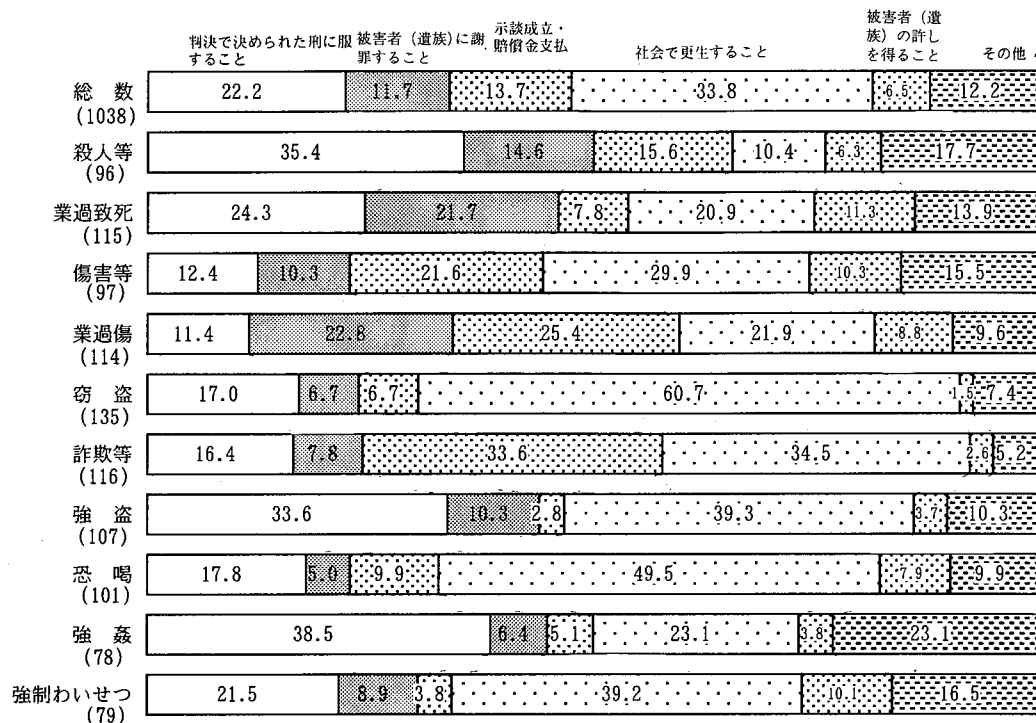 判決で決められた刑に服
すること
被害者（遺族）に謝
罪すること
示談成立・
賠償金支払
社会で更生すること
被害者（遺
族）の許し
を得ること
その他
総　数
(1038)
22.2 11.7 13.7 33.8 6.5 12.2
殺人等
(96)
35.4 14.6 15.6 10.4 6.3 17.7
業過致死
(115)
24.3 21.7 7.8 20.9 11.3 13.9
傷害等
(97)
12.4 10.3 21.6 29.9 10.3 15.5
業過傷
(114)
11.4 22.8 25.4 21.9 8.8 9.6
窃　盗
(135)
17.0 6.7 6.7 60.7 1.5 7.4
詐欺等
(116)
16.4 7.8 33.6 34.5 2.6 5.2
強　盗
(107)
33.6 10.3 2.8 39.3 3.7 10.3
恐　喝
(101)
17.8 5.0 9.9 49.5 7.9 9.9
強　姦
(78)
38.5 6.4 5.1 23.1 3.8 23.1
強制わいせつ
(79)
21.5 8.9 3.8 39.2 10.1 16.5